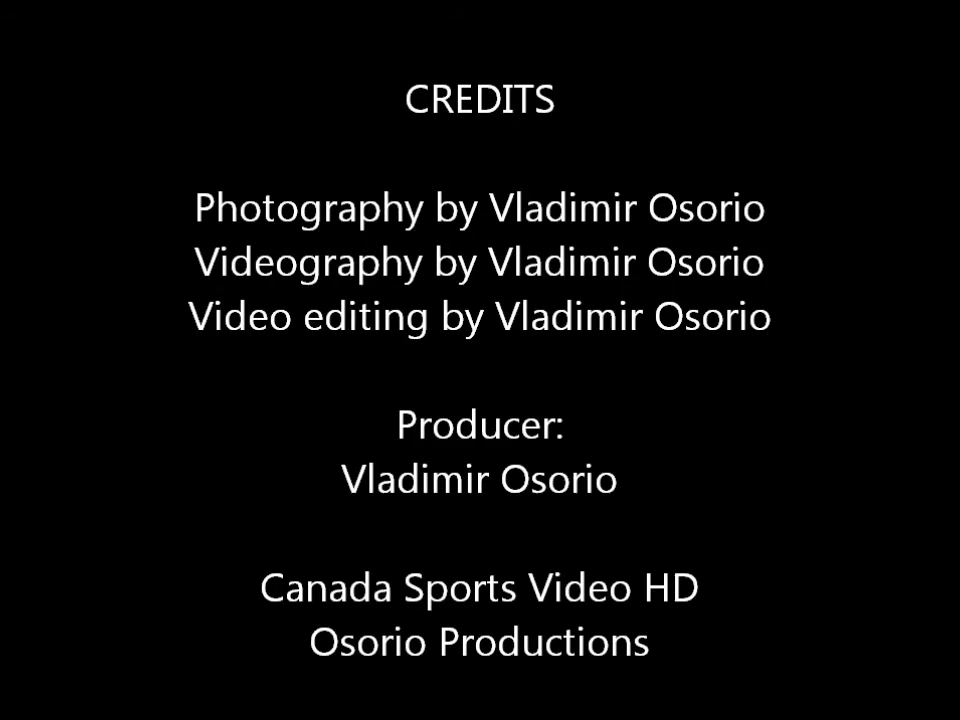 CREDITS
Photography by Vladimir Osorio
Videography by Vladimir Osorio
Video editing by Vladimir Osorio
Producer:
Vladimir Osorio
Canada Sports Video HD
Osorio Productions